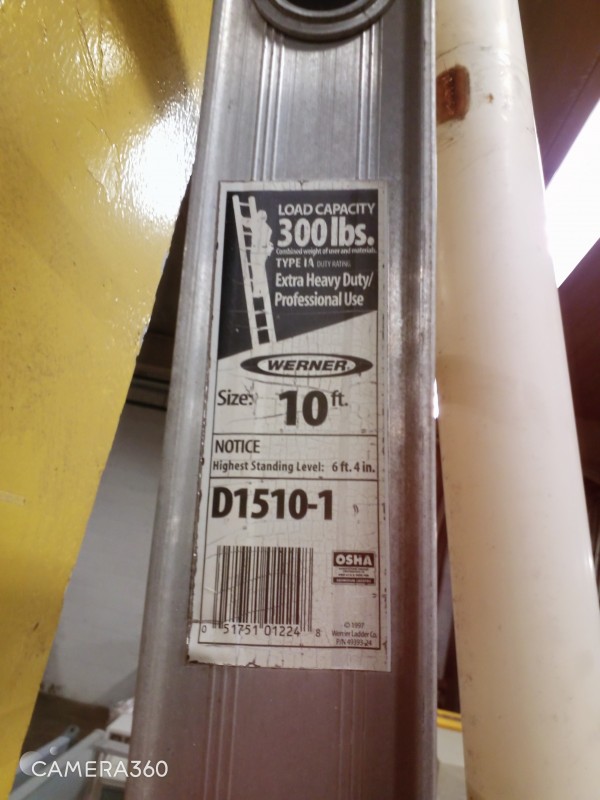 LOAD CAPACITY
300 lbs.
Combined weight of user and materials
TYPE IA DUTY RATING
Extra Heavy Duty/
Professional Use
WERNER
Size: 10 ft.
NOTICE
Highest Standing Level: 6 ft. 4 in.
D1510-1
OSHA
0 51751 01224 8
© 1997
Werner Ladder Co.
P/N 49393-24
CAMERA360